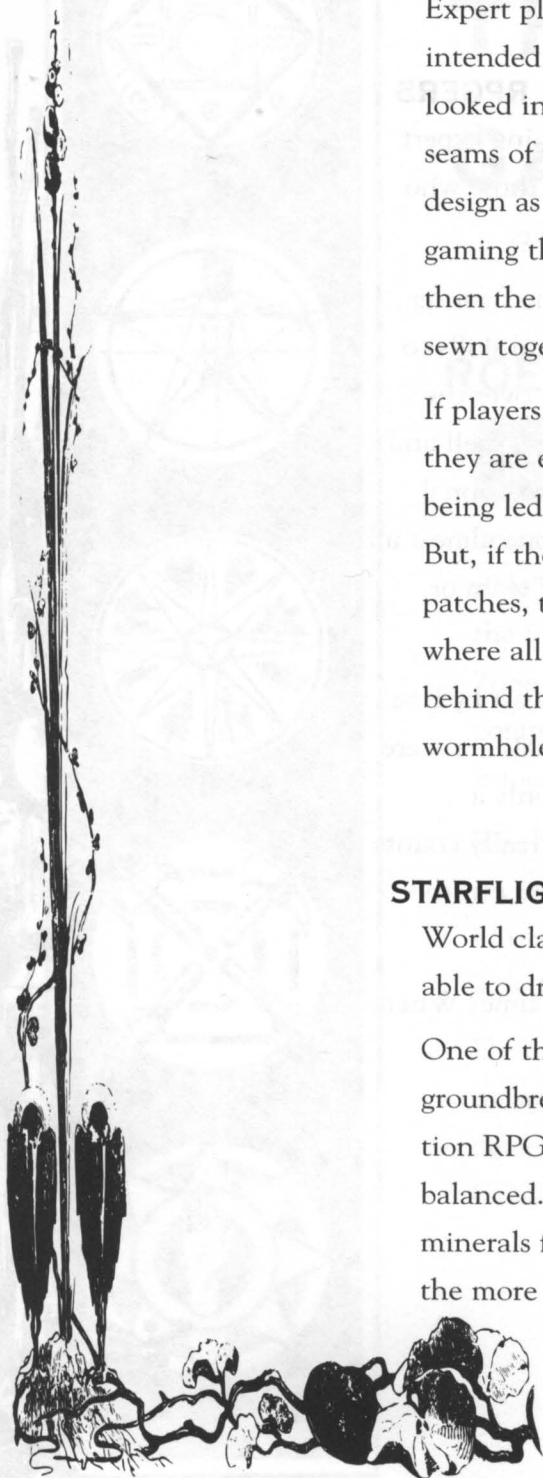 Expert pl
intended
looked in
seams of
design as
gaming th
then the
sewn toge
If players
they are e
being led
But, if the
patches, t
where all
behind th
wormhole
STARFLIG
World cla
able to dr
One of th
groundbre
tion RPG
balanced.
minerals f
the more